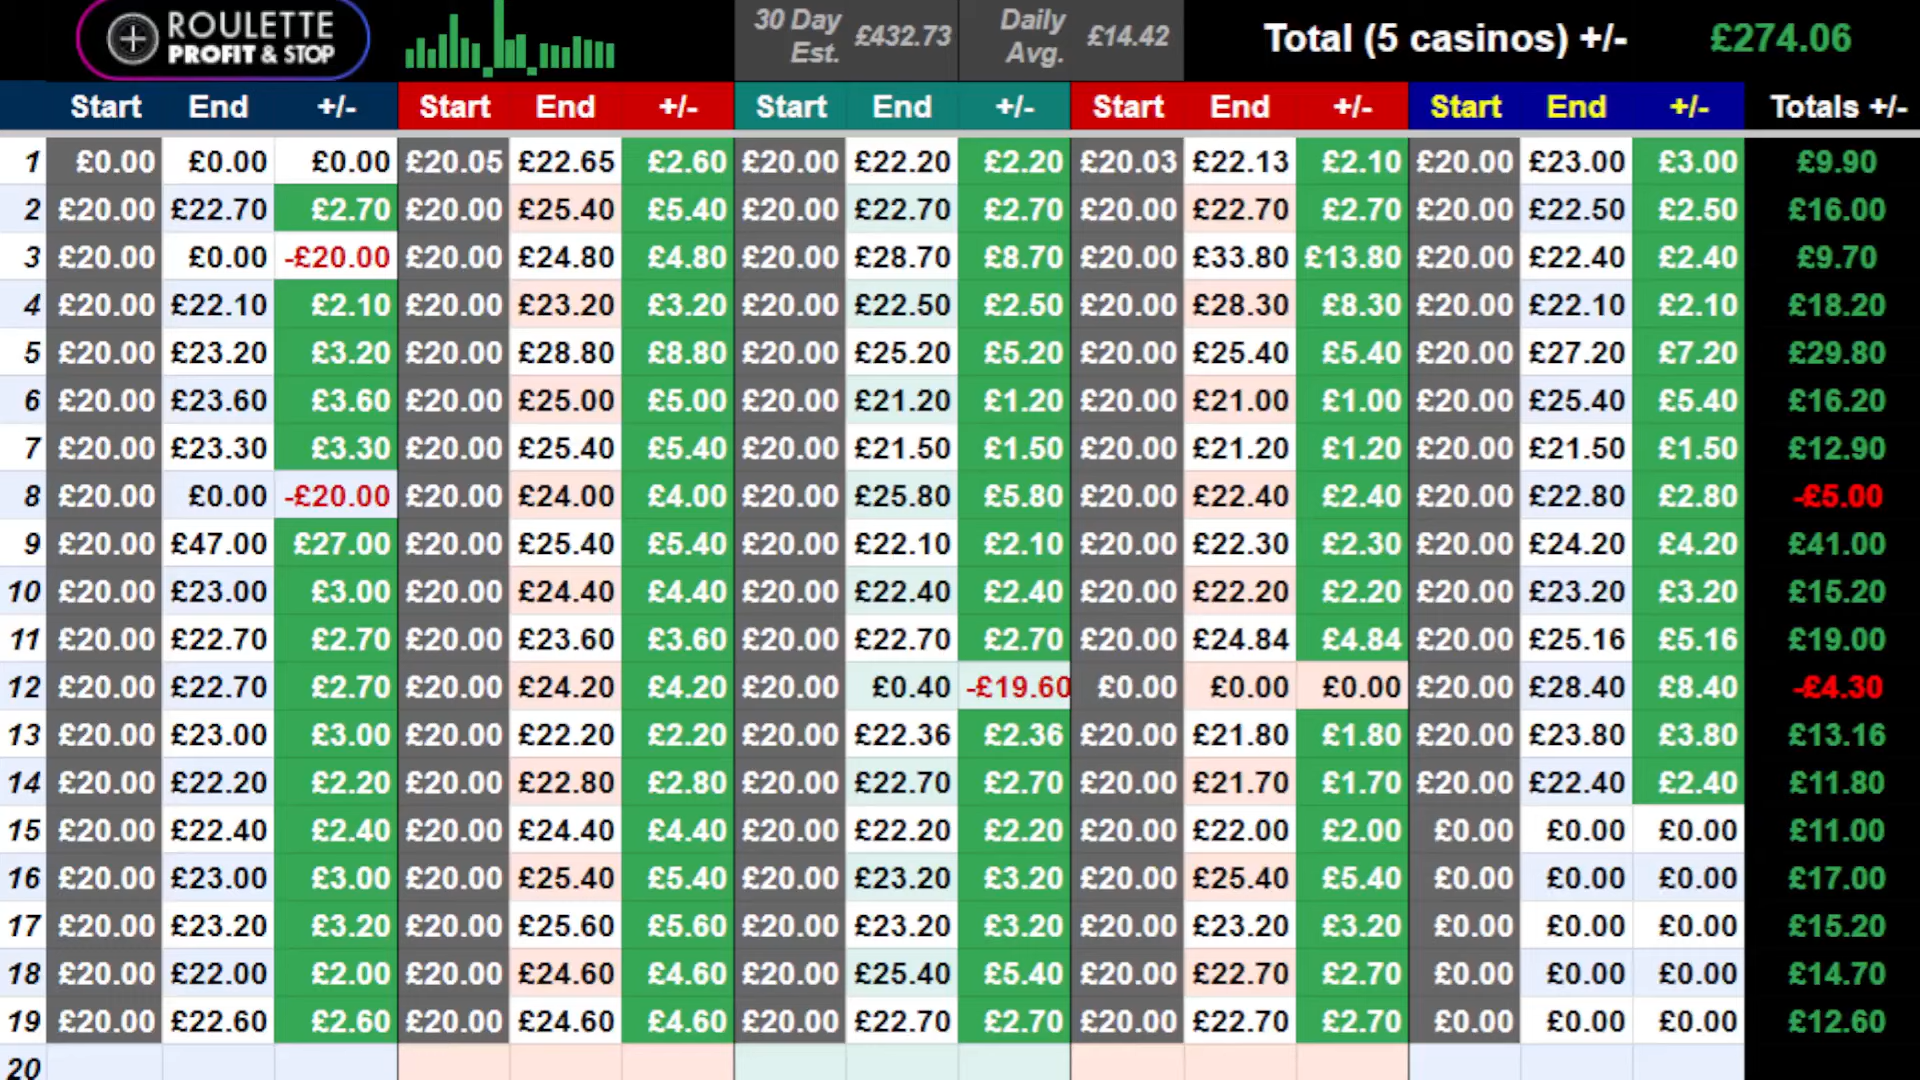 ROULETTE
PROFIT & STOP
30 Day Est. £432.73 Daily Avg. £14.42 Total (5 casinos) +/- £274.06
Start End +/- Start End +/- Start End +/- Start End +/- Start End +/- Totals +/-
1 £0.00 £0.00 £0.00 £20.05 £22.65 £2.60 £20.00 £22.20 £2.20 £20.03 £22.13 £2.10 £20.00 £23.00 £3.00 £9.90
2 £20.00 £22.70 £2.70 £20.00 £25.40 £5.40 £20.00 £22.70 £2.70 £20.00 £22.70 £2.70 £20.00 £22.50 £2.50 £16.00
3 £20.00 £0.00 -£20.00 £20.00 £24.80 £4.80 £20.00 £28.70 £8.70 £20.00 £33.80 £13.80 £20.00 £22.40 £2.40 £9.70
4 £20.00 £22.10 £2.10 £20.00 £23.20 £3.20 £20.00 £22.50 £2.50 £20.00 £28.30 £8.30 £20.00 £22.10 £2.10 £18.20
5 £20.00 £23.20 £3.20 £20.00 £28.80 £8.80 £20.00 £25.20 £5.20 £20.00 £25.40 £5.40 £20.00 £27.20 £7.20 £29.80
6 £20.00 £23.60 £3.60 £20.00 £25.00 £5.00 £20.00 £21.20 £1.20 £20.00 £21.00 £1.00 £20.00 £25.40 £5.40 £16.20
7 £20.00 £23.30 £3.30 £20.00 £25.40 £5.40 £20.00 £21.50 £1.50 £20.00 £21.20 £1.20 £20.00 £21.50 £1.50 £12.90
8 £20.00 £0.00 -£20.00 £20.00 £24.00 £4.00 £20.00 £25.80 £5.80 £20.00 £22.40 £2.40 £20.00 £22.80 £2.80 -£5.00
9 £20.00 £47.00 £27.00 £20.00 £25.40 £5.40 £20.00 £22.10 £2.10 £20.00 £22.30 £2.30 £20.00 £24.20 £4.20 £41.00
10 £20.00 £23.00 £3.00 £20.00 £24.40 £4.40 £20.00 £22.40 £2.40 £20.00 £22.20 £2.20 £20.00 £23.20 £3.20 £15.20
11 £20.00 £22.70 £2.70 £20.00 £23.60 £3.60 £20.00 £22.70 £2.70 £20.00 £24.84 £4.84 £20.00 £25.16 £5.16 £19.00
12 £20.00 £22.70 £2.70 £20.00 £24.20 £4.20 £20.00 £0.40 -£19.60 £0.00 £0.00 £0.00 £20.00 £28.40 £8.40 -£4.30
13 £20.00 £23.00 £3.00 £20.00 £22.20 £2.20 £20.00 £22.36 £2.36 £20.00 £21.80 £1.80 £20.00 £23.80 £3.80 £13.16
14 £20.00 £22.20 £2.20 £20.00 £22.80 £2.80 £20.00 £22.70 £2.70 £20.00 £21.70 £1.70 £20.00 £22.40 £2.40 £11.80
15 £20.00 £22.40 £2.40 £20.00 £24.40 £4.40 £20.00 £22.20 £2.20 £20.00 £22.00 £2.00 £0.00 £0.00 £0.00 £11.00
16 £20.00 £23.00 £3.00 £20.00 £25.40 £5.40 £20.00 £23.20 £3.20 £20.00 £25.40 £5.40 £0.00 £0.00 £0.00 £17.00
17 £20.00 £23.20 £3.20 £20.00 £25.60 £5.60 £20.00 £23.20 £3.20 £20.00 £23.20 £3.20 £0.00 £0.00 £0.00 £15.20
18 £20.00 £22.00 £2.00 £20.00 £24.60 £4.60 £20.00 £25.40 £5.40 £20.00 £22.70 £2.70 £0.00 £0.00 £0.00 £14.70
19 £20.00 £22.60 £2.60 £20.00 £24.60 £4.60 £20.00 £22.70 £2.70 £20.00 £22.70 £2.70 £0.00 £0.00 £0.00 £12.60
20